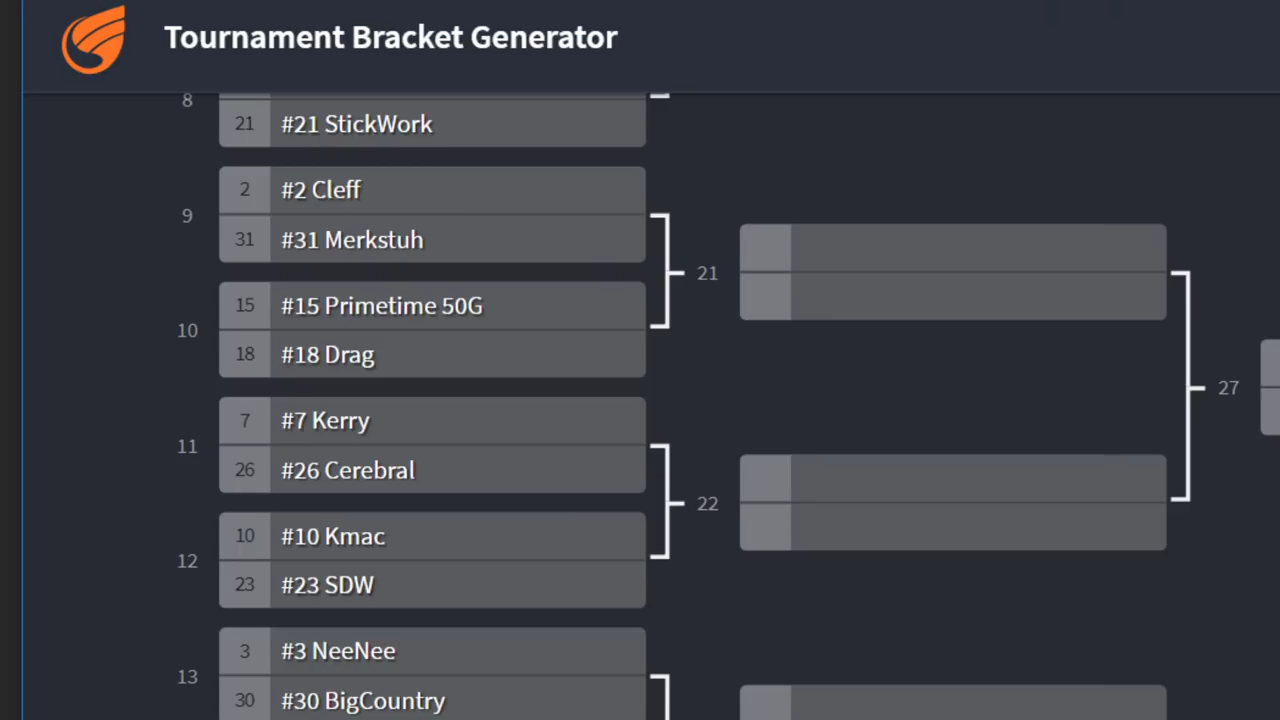 Tournament Bracket Generator
8
21 #21 StickWork
2 #2 Cleff
9
31 #31 Merkstuh
21
15 #15 Primetime 50G
10
18 #18 Drag
27
7 #7 Kerry
11
26 #26 Cerebral
22
10 #10 Kmac
12
23 #23 SDW
3 #3 NeeNee
13
30 #30 BigCountry